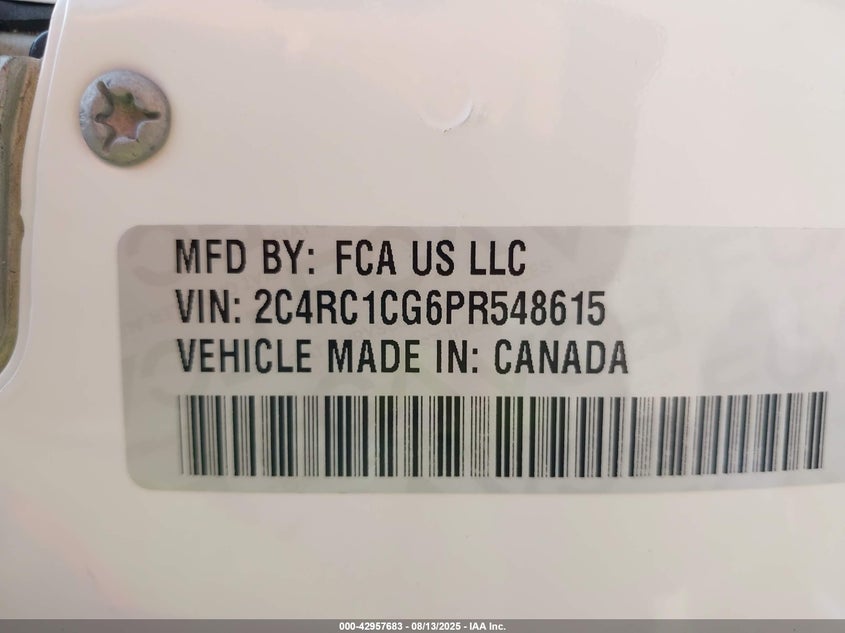 MFD BY: FCA US LLC
VIN: 2C4RC1CG6PR548615
VEHICLE MADE IN: CANADA
000-42957683 - 08/13/2025 - IAA Inc.